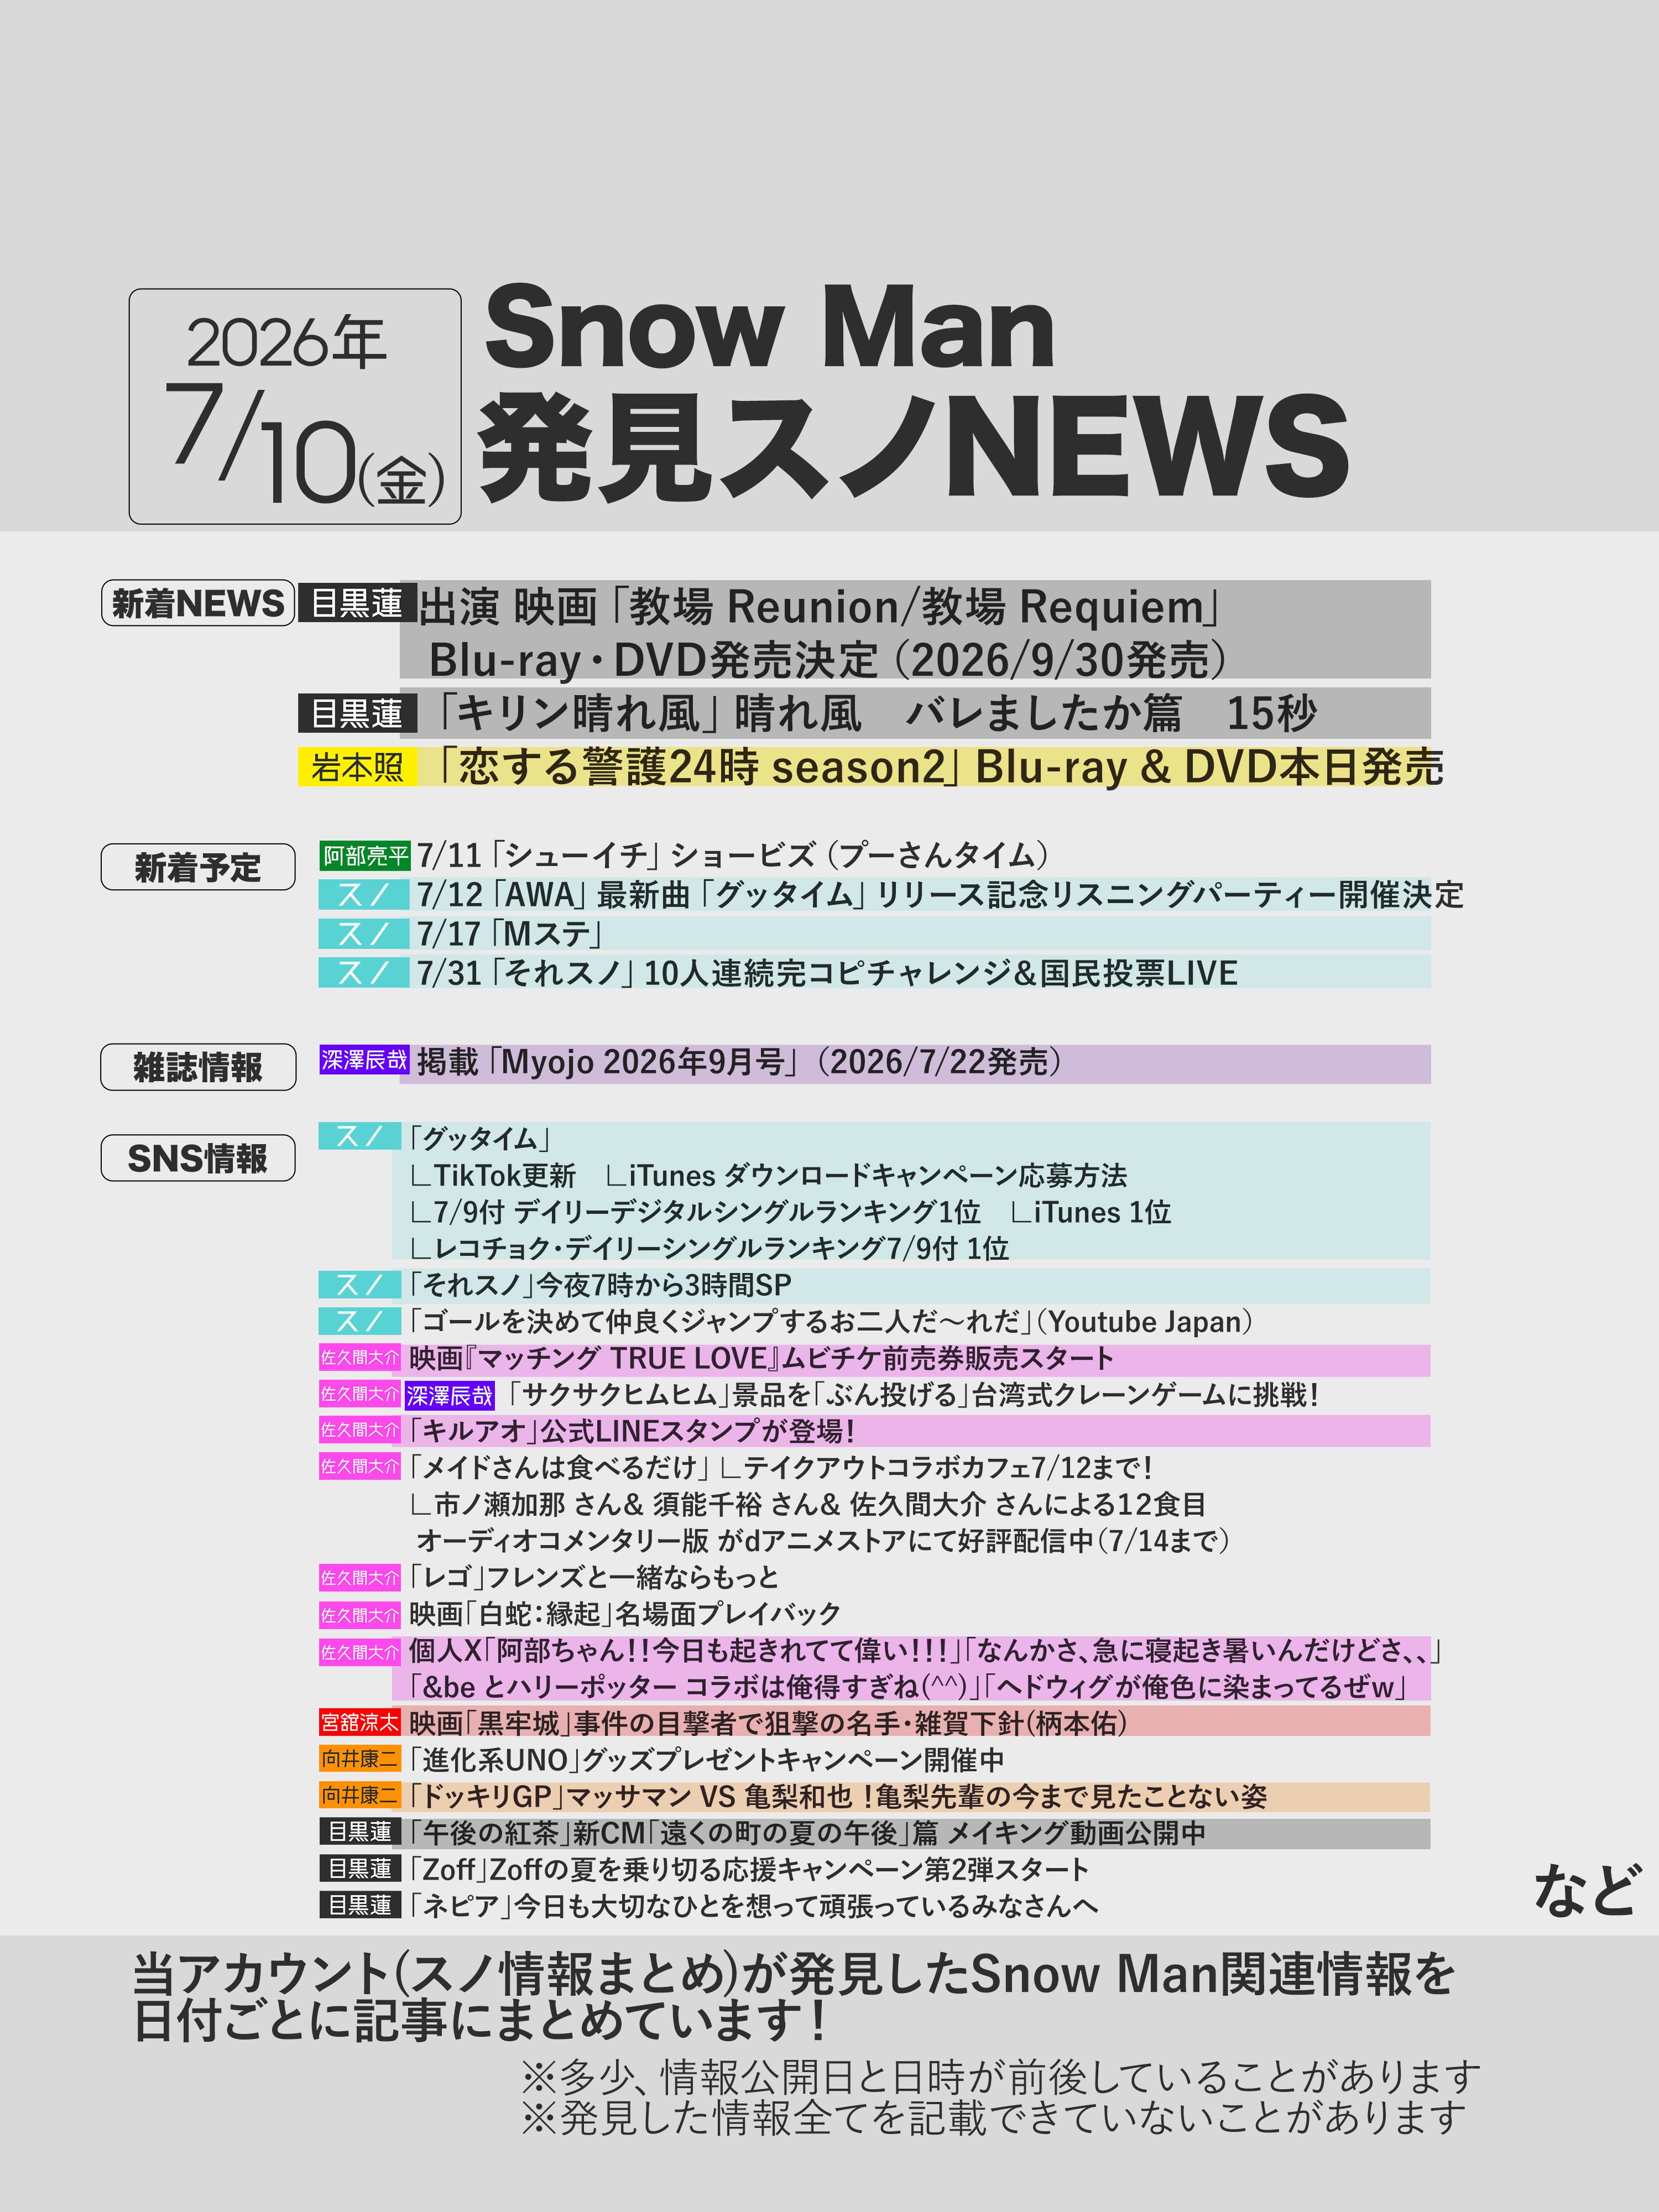 2026年
7/10(金)
Snow Man
発見スノNEWS
新着NEWS
目黒蓮 出演 映画「教場 Reunion/教場 Requiem」
Blu-ray・DVD発売決定（2026/9/30発売）
目黒蓮 「キリン晴れ風」晴れ風　バレましたか篇　15秒
岩本照 「恋する警護24時 season2」Blu-ray & DVD本日発売
新着予定
阿部亮平 7/11「シューイチ」ショービズ（プーさんタイム）
スノ 7/12「AWA」最新曲「グッタイム」リリース記念リスニングパーティー開催決定
スノ 7/17「Mステ」
スノ 7/31「それスノ」10人連続完コピチャレンジ&国民投票LIVE
雑誌情報
深澤辰哉 掲載「Myojo 2026年9月号」（2026/7/22発売）
SNS情報
スノ 「グッタイム」
∟TikTok更新　∟iTunes ダウンロードキャンペーン応募方法
∟7/9付 デイリーデジタルシングルランキング1位　∟iTunes 1位
∟レコチョク・デイリーシングルランキング7/9付 1位
スノ 「それスノ」今夜7時から3時間SP
スノ 「ゴールを決めて仲良くジャンプするお二人だ〜れだ」（Youtube Japan）
佐久間大介 映画『マッチング TRUE LOVE』ムビチケ前売券販売スタート
佐久間大介 深澤辰哉 「サクサクヒムヒム」景品を「ぶん投げる」台湾式クレーンゲームに挑戦！
佐久間大介 「キルアオ」公式LINEスタンプが登場！
佐久間大介 「メイドさんは食べるだけ」∟テイクアウトコラボカフェ7/12まで！
∟市ノ瀬加那 さん& 須能千裕 さん& 佐久間大介 さんによる12食目
オーディオコメンタリー版 がdアニメストアにて好評配信中（7/14まで）
佐久間大介 「レゴ」フレンズと一緒ならもっと
佐久間大介 映画「白蛇：縁起」名場面プレイバック
佐久間大介 個人X「阿部ちゃん！！今日も起されてて偉い！！！」「なんかさ、急に寝起き暑いんだけどさ、、」
「&be とハリーポッター コラボは俺得すぎね(^^)」「ヘドウィグが俺色に染まってるぜw」
宮舘涼太 映画「黒牢城」事件の目撃者で狙撃の名手・雑賀下針(柄本佑)
向井康二 「進化系UNO」グッズプレゼントキャンペーン開催中
向井康二 「ドッキリGP」マッサマン VS 亀梨和也 ！亀梨先輩の今まで見たことない姿
目黒蓮 「午後の紅茶」新CM「遠くの町の夏の午後」篇 メイキング動画公開中
目黒蓮 「Zoff」Zoffの夏を乗り切る応援キャンペーン第2弾スタート
目黒蓮 「ネピア」今日も大切なひとを想って頑張っているみなさんへ
など
当アカウント(スノ情報まとめ)が発見したSnow Man関連情報を
日付ごとに記事にまとめています！
※多少、情報公開日と日時が前後していることがあります
※発見した情報全てを記載できていないことがあります